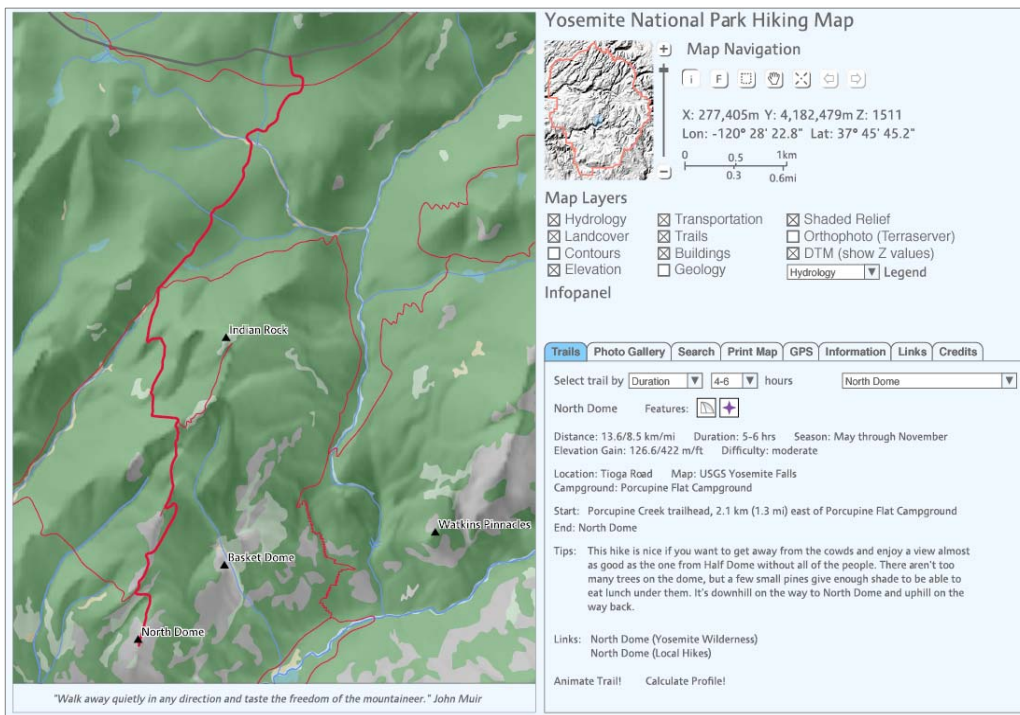 Yosemite National Park Hiking Map
Map Navigation
i F
X: 277,405m Y: 4,182,479m Z: 1511
Lon: -120° 28' 22.8" Lat: 37° 45' 45.2"
0 0.5 1km
0.3 0.6mi
Map Layers
Hydrology Transportation Shaded Relief
Landcover Trails Orthophoto (Terraserver)
Contours Buildings DTM (show Z values)
Elevation Geology Hydrology Legend
Infopanel
Trails Photo Gallery Search Print Map GPS Information Links Credits
Select trail by Duration 4-6 hours North Dome
North Dome Features:
Distance: 13.6/8.5 km/mi Duration: 5-6 hrs Season: May through November
Elevation Gain: 126.6/422 m/ft Difficulty: moderate
Location: Tioga Road Map: USGS Yosemite Falls
Campground: Porcupine Flat Campground
Start: Porcupine Creek trailhead, 2.1 km (1.3 mi) east of Porcupine Flat Campground
End: North Dome
Tips: This hike is nice if you want to get away from the cowds and enjoy a view almost
as good as the one from Half Dome without all of the people. There aren't too
many trees on the dome, but a few small pines give enough shade to be able to
eat lunch under them. It's downhill on the way to North Dome and uphill on the
way back.
Links: North Dome (Yosemite Wilderness)
North Dome (Local Hikes)
Animate Trail! Calculate Profile!
Indian Rock
Watkins Pinnacles
Basket Dome
North Dome
"Walk away quietly in any direction and taste the freedom of the mountaineer." John Muir